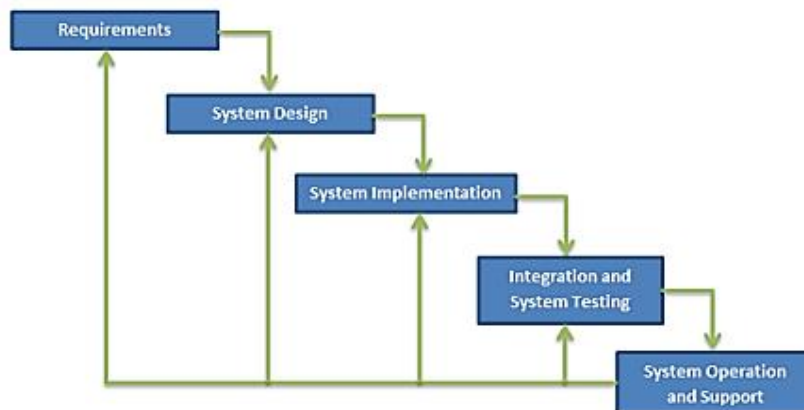 Requirements
System Design
System Implementation
Integration and
System Testing
System Operation
and Support